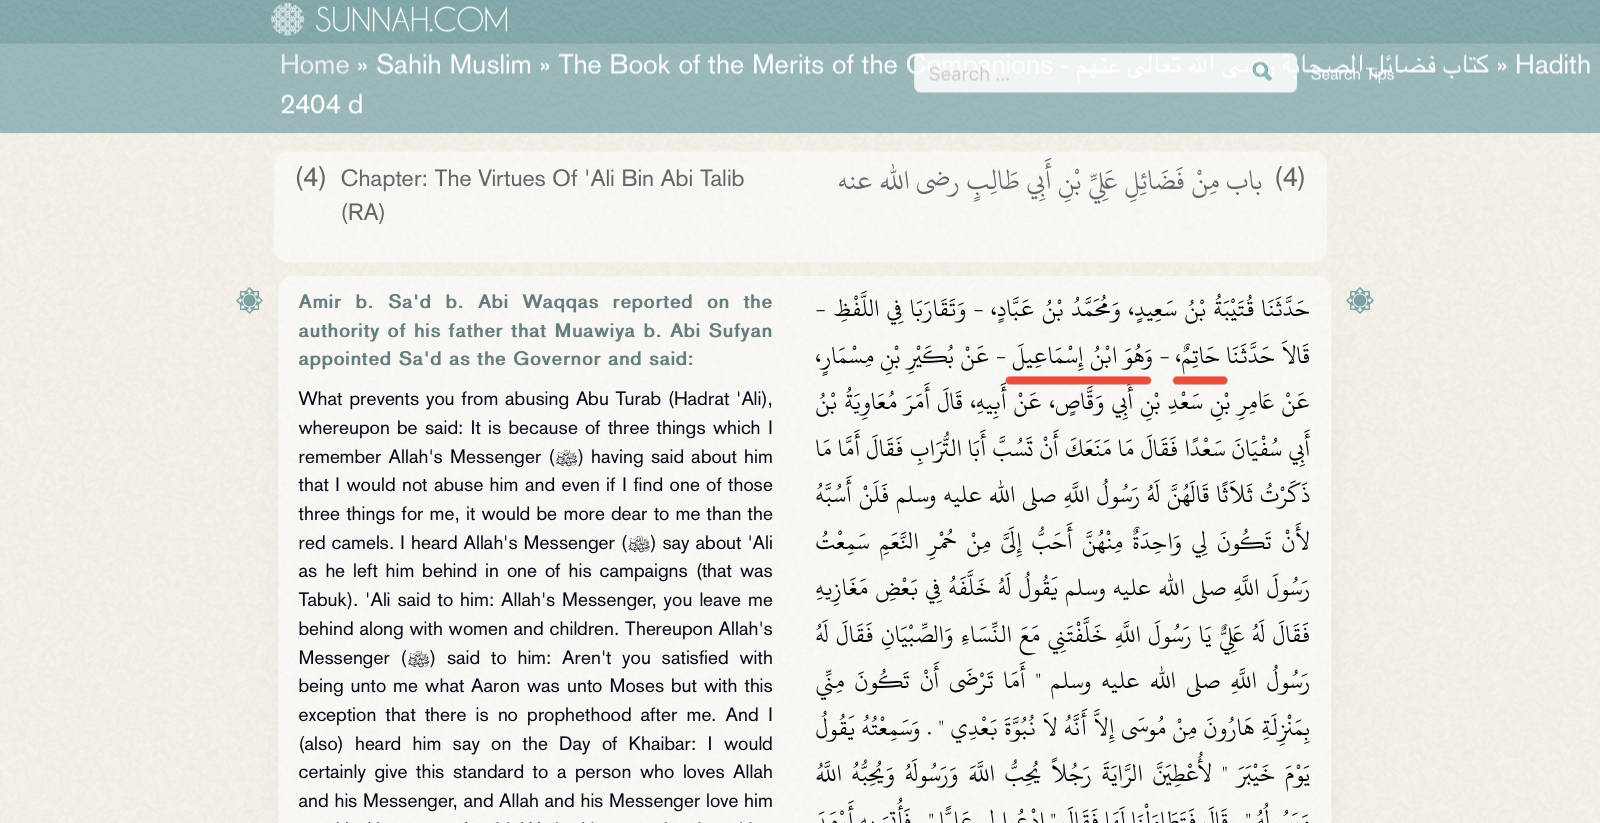 SUNNAH.COM
Home » Sahih Muslim » The Book of the Merits of the Companions - كتاب فضائل الصحابة رضى الله تعالى عنهم » Hadith
2404 d
Search ...
Search Tips
(4) Chapter: The Virtues Of 'Ali Bin Abi Talib
(RA)
(4) باب مِنْ فَضَائِلِ عَلِيِّ بْنِ أَبِي طَالِبٍ رضى الله عنه
Amir b. Sa'd b. Abi Waqqas reported on the
authority of his father that Muawiya b. Abi Sufyan
appointed Sa'd as the Governor and said:
What prevents you from abusing Abu Turab (Hadrat 'Ali),
whereupon be said: It is because of three things which I
remember Allah's Messenger (ﷺ) having said about him
that I would not abuse him and even if I find one of those
three things for me, it would be more dear to me than the
red camels. I heard Allah's Messenger (ﷺ) say about 'Ali
as he left him behind in one of his campaigns (that was
Tabuk). 'Ali said to him: Allah's Messenger, you leave me
behind along with women and children. Thereupon Allah's
Messenger (ﷺ) said to him: Aren't you satisfied with
being unto me what Aaron was unto Moses but with this
exception that there is no prophethood after me. And I
(also) heard him say on the Day of Khaibar: I would
certainly give this standard to a person who loves Allah
and his Messenger, and Allah and his Messenger love him
حَدَّثَنَا قُتَيْبَةُ بْنُ سَعِيدٍ، وَمُحَمَّدُ بْنُ عَبَّادٍ، - وَتَقَارَبَا فِي اللَّفْظِ -
قَالاَ حَدَّثَنَا حَاتِمٌ، - وَهُوَ ابْنُ إِسْمَاعِيلَ - عَنْ بُكَيْرِ بْنِ مِسْمَارٍ،
عَنْ عَامِرِ بْنِ سَعْدِ بْنِ أَبِي وَقَّاصٍ، عَنْ أَبِيهِ، قَالَ أَمَرَ مُعَاوِيَةُ بْنُ
أَبِي سُفْيَانَ سَعْدًا فَقَالَ مَا مَنَعَكَ أَنْ تَسُبَّ أَبَا التُّرَابِ فَقَالَ أَمَّا مَا
ذَكَرْتُ ثَلاَثًا قَالَهُنَّ لَهُ رَسُولُ اللَّهِ صلى الله عليه وسلم فَلَنْ أَسُبَّهُ
لأَنْ تَكُونَ لِي وَاحِدَةٌ مِنْهُنَّ أَحَبُّ إِلَىَّ مِنْ حُمْرِ النَّعَمِ سَمِعْتُ
رَسُولَ اللَّهِ صلى الله عليه وسلم يَقُولُ لَهُ خَلَّفَهُ فِي بَعْضِ مَغَازِيهِ
فَقَالَ لَهُ عَلِيٌّ يَا رَسُولَ اللَّهِ خَلَّفْتَنِي مَعَ النِّسَاءِ وَالصِّبْيَانِ فَقَالَ لَهُ
رَسُولُ اللَّهِ صلى الله عليه وسلم " أَمَا تَرْضَى أَنْ تَكُونَ مِنِّي
بِمَنْزِلَةِ هَارُونَ مِنْ مُوسَى إِلاَّ أَنَّهُ لاَ نُبُوَّةَ بَعْدِي " . وَسَمِعْتُهُ يَقُولُ
يَوْمَ خَيْبَرَ " لأُعْطِيَنَّ الرَّايَةَ رَجُلاً يُحِبُّ اللَّهَ وَرَسُولَهُ وَيُحِبُّهُ اللَّهُ